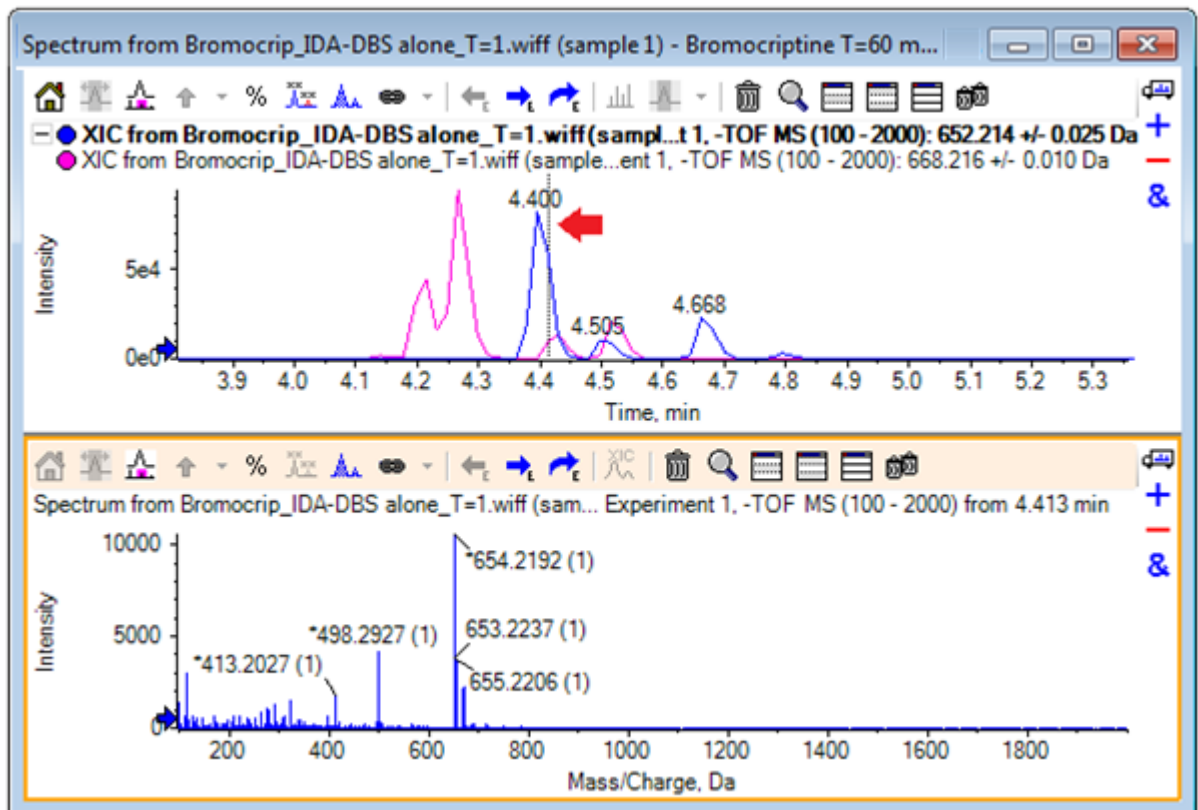 Spectrum from Bromocrip_IDA-DBS alone_T=1.wiff (sample 1) - Bromocriptine T=60 m...
%
XIC from Bromocrip_IDA-DBS alone_T=1.wiff (sampl...t 1, -TOF MS (100 - 2000): 652.214 +/- 0.025 Da
XIC from Bromocrip_IDA-DBS alone_T=1.wiff (sample...ent 1, -TOF MS (100 - 2000): 668.216 +/- 0.010 Da
&
4.400
4.668
4.505
Intensity
5e4
0e0
3.9 4.0 4.1 4.2 4.3 4.4 4.5 4.6 4.7 4.8 4.9 5.0 5.1 5.2 5.3
Time, min
% XIC
Spectrum from Bromocrip_IDA-DBS alone_T=1.wiff (sam... Experiment 1, -TOF MS (100 - 2000) from 4.413 min
&
10000
*654.2192 (1)
5000
*498.2927 (1) 653.2237 (1)
*413.2027 (1) 655.2206 (1)
Intensity
0
200 400 600 800 1000 1200 1400 1600 1800
Mass/Charge, Da